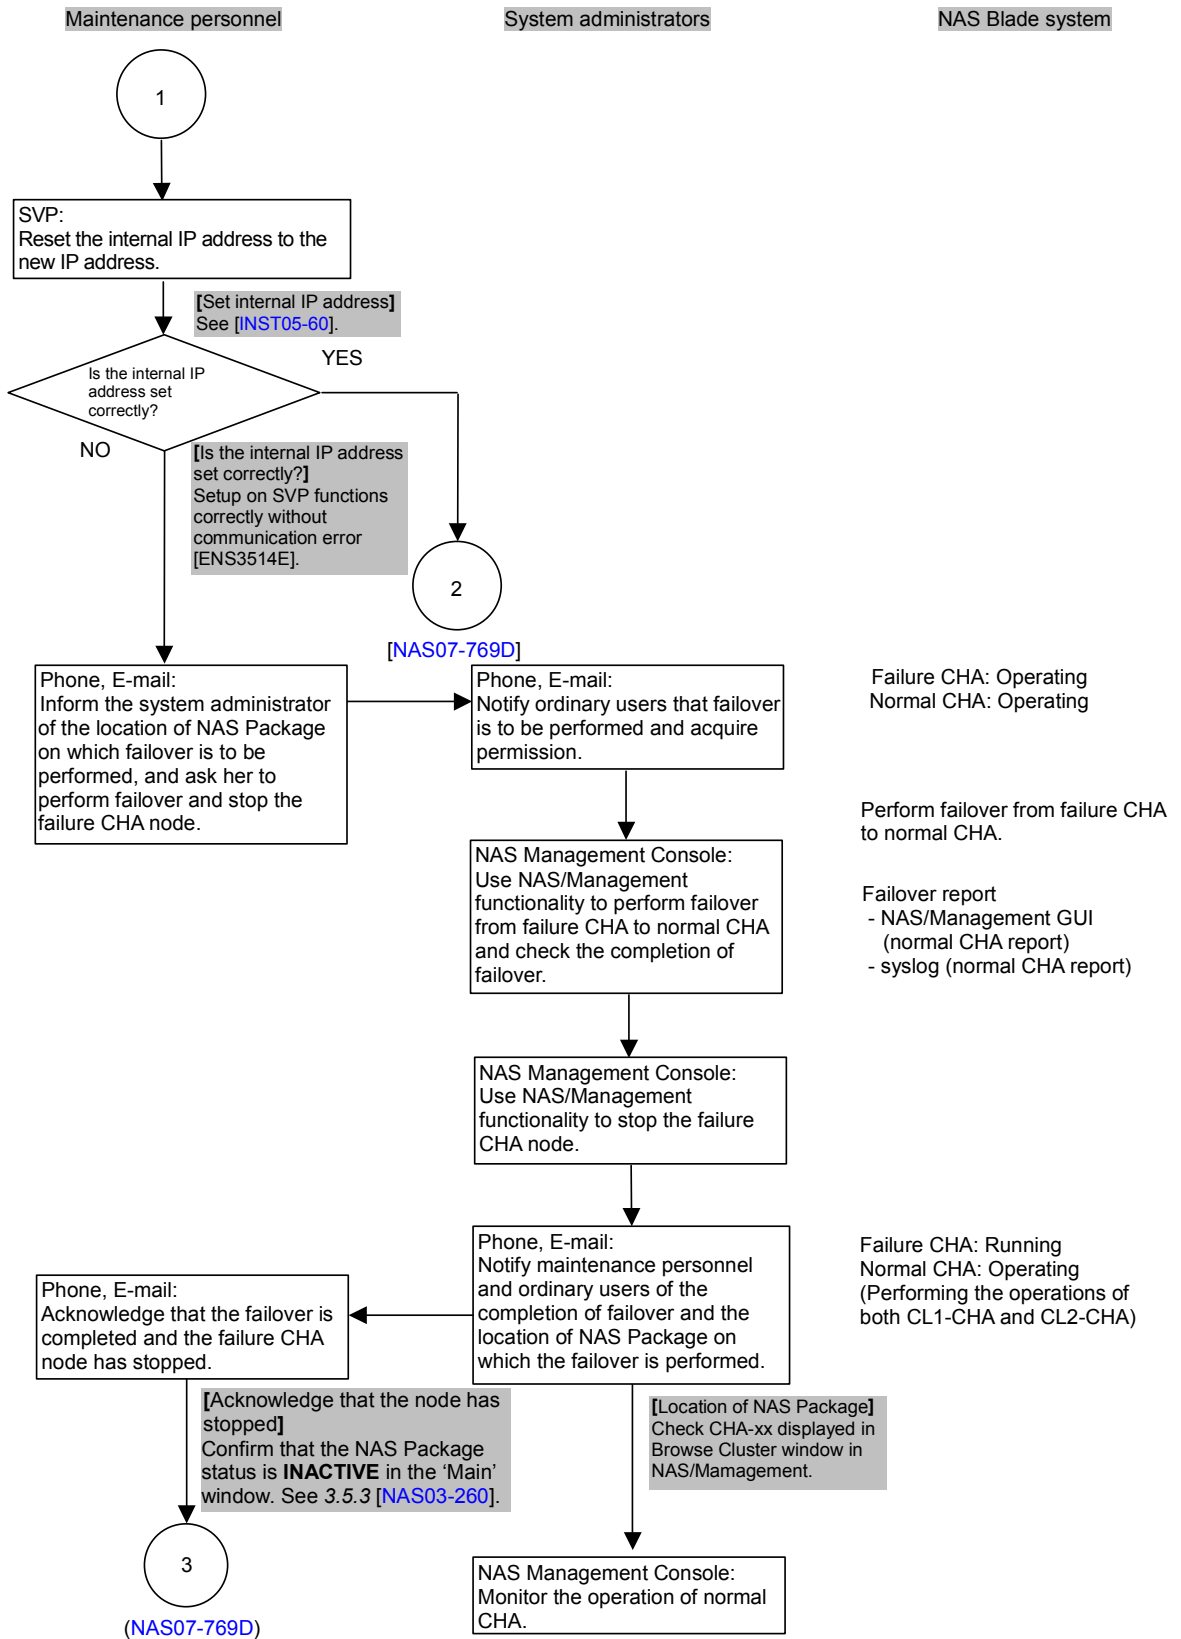 Maintenance personnel
System administrators
NAS Blade system
1
SVP:
Reset the internal IP address to the
new IP address.
[Set internal IP address]
See [INST05-60].
YES
Is the internal IP
address set
correctly?
NO
[Is the internal IP address
set correctly?]
Setup on SVP functions
correctly without
communication error
[ENS3514E].
2
[NAS07-769D]
Phone, E-mail:
Inform the system administrator
of the location of NAS Package
on which failover is to be
performed, and ask her to
perform failover and stop the
failure CHA node.
Phone, E-mail:
Notify ordinary users that failover
is to be performed and acquire
permission.
Failure CHA: Operating
Normal CHA: Operating
Perform failover from failure CHA
to normal CHA.
NAS Management Console:
Use NAS/Management
functionality to perform failover
from failure CHA to normal CHA
and check the completion of
failover.
Failover report
- NAS/Management GUI
(normal CHA report)
- syslog (normal CHA report)
NAS Management Console:
Use NAS/Management
functionality to stop the failure
CHA node.
Phone, E-mail:
Notify maintenance personnel
and ordinary users of the
completion of failover and the
location of NAS Package on
which the failover is performed.
Failure CHA: Running
Normal CHA: Operating
(Performing the operations of
both CL1-CHA and CL2-CHA)
Phone, E-mail:
Acknowledge that the failover is
completed and the failure CHA
node has stopped.
[Acknowledge that the node has
stopped]
Confirm that the NAS Package
status is INACTIVE in the ‘Main’
window. See 3.5.3 [NAS03-260].
[Location of NAS Package]
Check CHA-xx displayed in
Browse Cluster window in
NAS/Mamagement.
3
(NAS07-769D)
NAS Management Console:
Monitor the operation of normal
CHA.